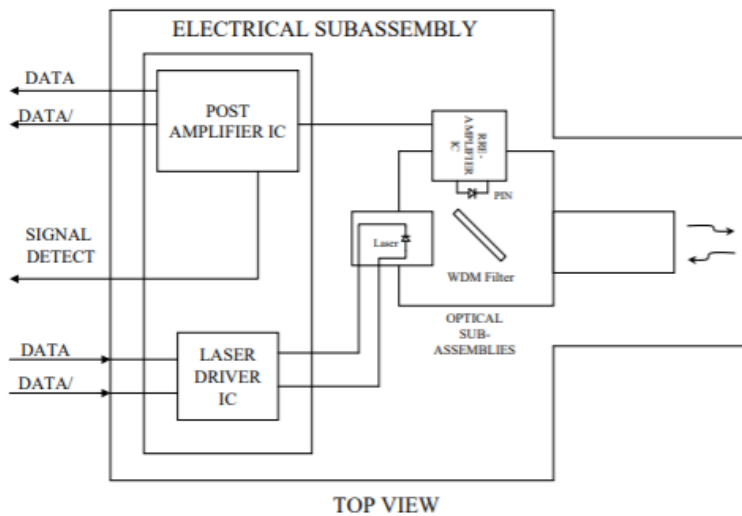 ELECTRICAL SUBASSEMBLY
DATA
DATA/
POST
AMPLIFIER IC
RRE-
AMPLIFIER
IC
PIN
SIGNAL
DETECT
Laser
WDM Filter
OPTICAL
SUB-
ASSEMBLIES
DATA
DATA/
LASER
DRIVER
IC
TOP VIEW